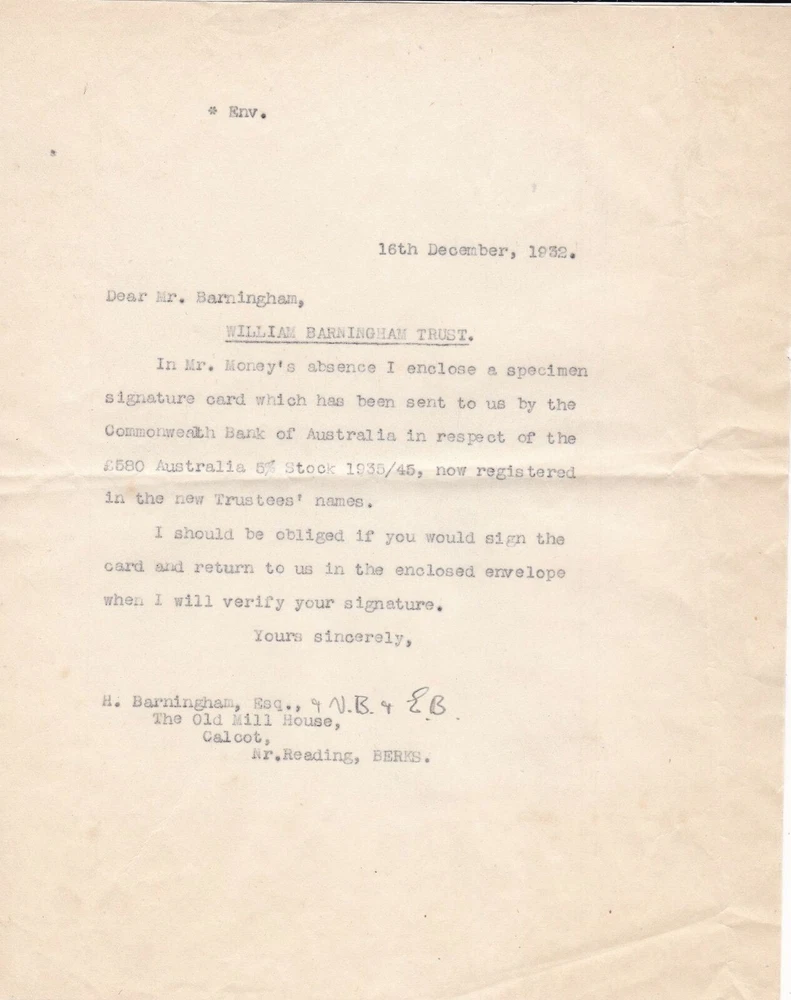 * Env.
16th December, 1932.
Dear Mr. Barningham,
WILLIAM BARNINGHAM TRUST.
In Mr. Money's absence I enclose a specimen
signature card which has been sent to us by the
Commonwealth Bank of Australia in respect of the
£580 Australia 5% Stock 1935/45, now registered
in the new Trustees' names.
I should be obliged if you would sign the
card and return to us in the enclosed envelope
when I will verify your signature.
Yours sincerely,
H. Barningham, Esq., & N.B. & E.B.
The Old Mill House,
Calcot,
Nr.Reading, BERKS.